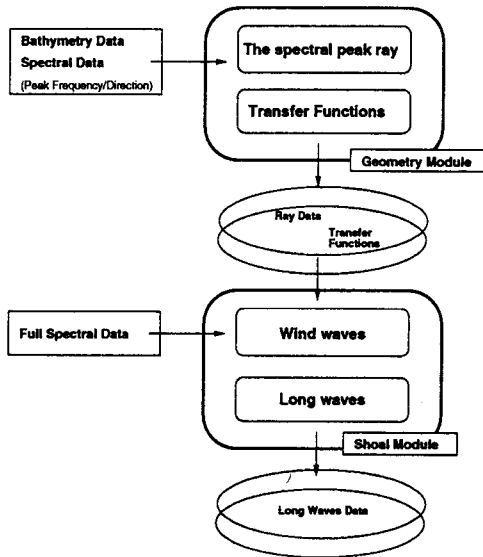 Bathymetry Data
Spectral Data
(Peak Frequency/Direction)
The spectral peak ray
Transfer Functions
Geometry Module
Ray Data
Transfer
Functions
Full Spectral Data
Wind waves
Long waves
Shoal Module
Long Waves Data